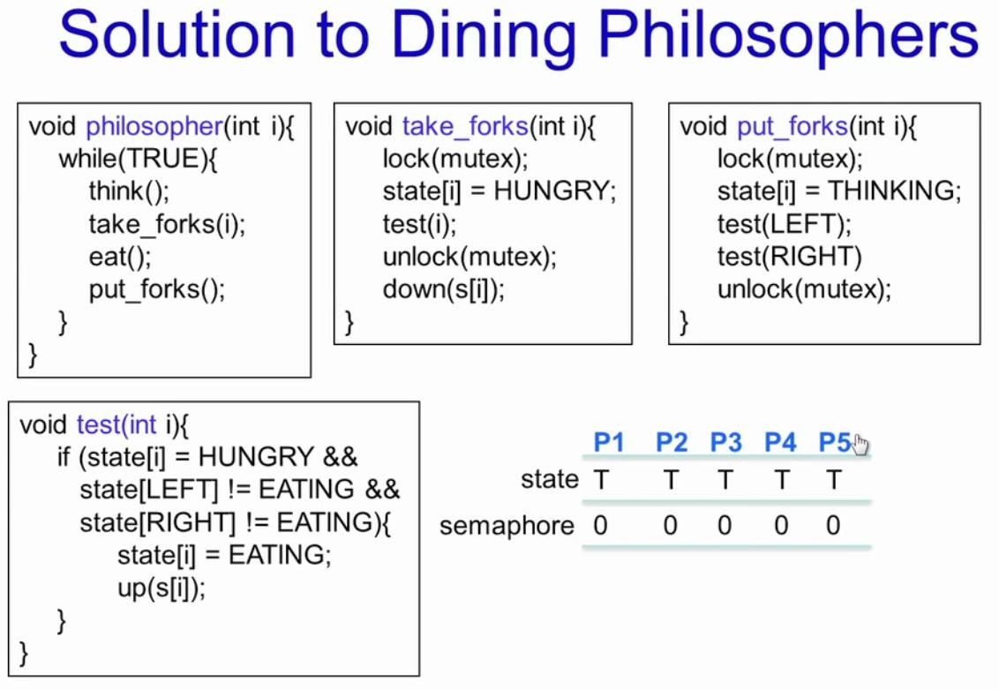 Solution to Dining Philosophers
void philosopher(int i){
while(TRUE){
think();
take_forks(i);
eat();
put_forks();
}
}
void take_forks(int i){
lock(mutex);
state[i] = HUNGRY;
test(i);
unlock(mutex);
down(s[i]);
}
void put_forks(int i){
lock(mutex);
state[i] = THINKING;
test(LEFT);
test(RIGHT)
unlock(mutex);
}
void test(int i){
if (state[i] = HUNGRY &&
state[LEFT] != EATING &&
state[RIGHT] != EATING){
state[i] = EATING;
up(s[i]);
}
}
P1 P2 P3 P4 P5
state T T T T T
semaphore 0 0 0 0 0